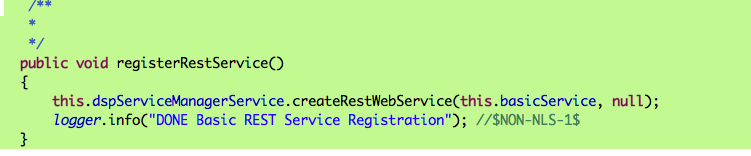 /**
*
*/
public void registerRestService()
{
this.dspServiceManagerService.createRestWebService(this.basicService, null);
logger.info("DONE Basic REST Service Registration"); //$NON-NLS-1$
}